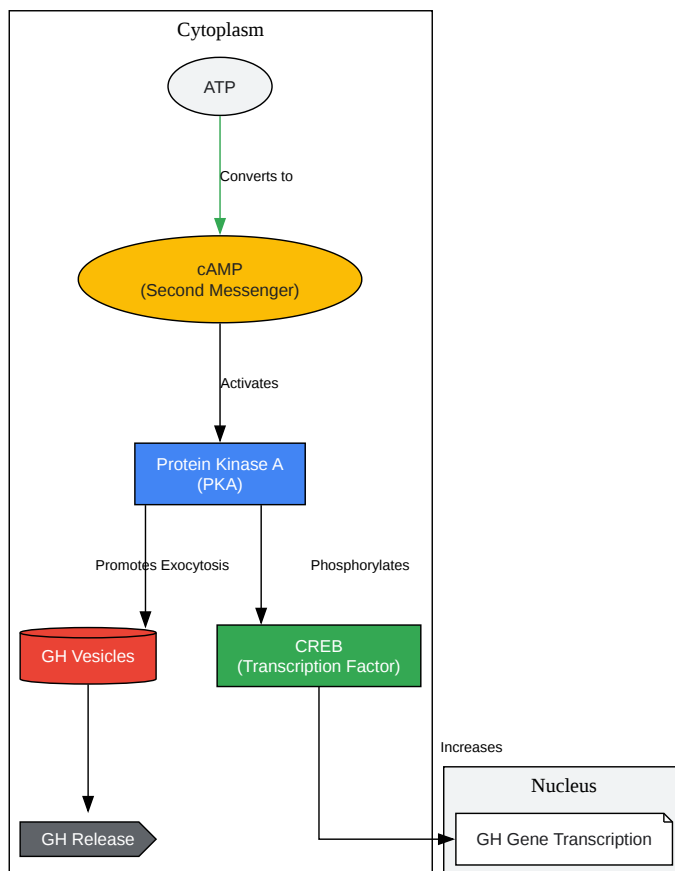 Cytoplasm
ATP
Converts to
cAMP
(Second Messenger)
Activates
Protein Kinase A
(PKA)
Promotes Exocytosis
Phosphorylates
GH Vesicles
CREB
(Transcription Factor)
Increases
Nucleus
GH Release
GH Gene Transcription